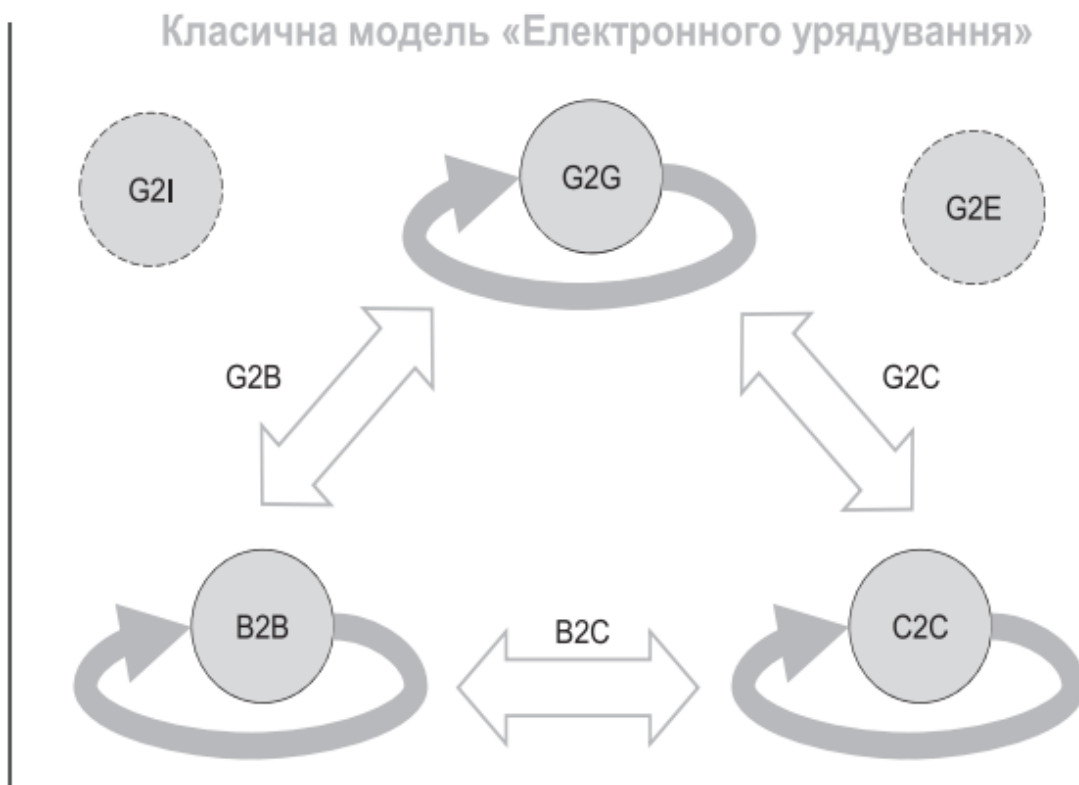 Класична модель «Електронного урядування»
G2I
G2G
G2E
G2B
G2C
B2B
B2C
C2C